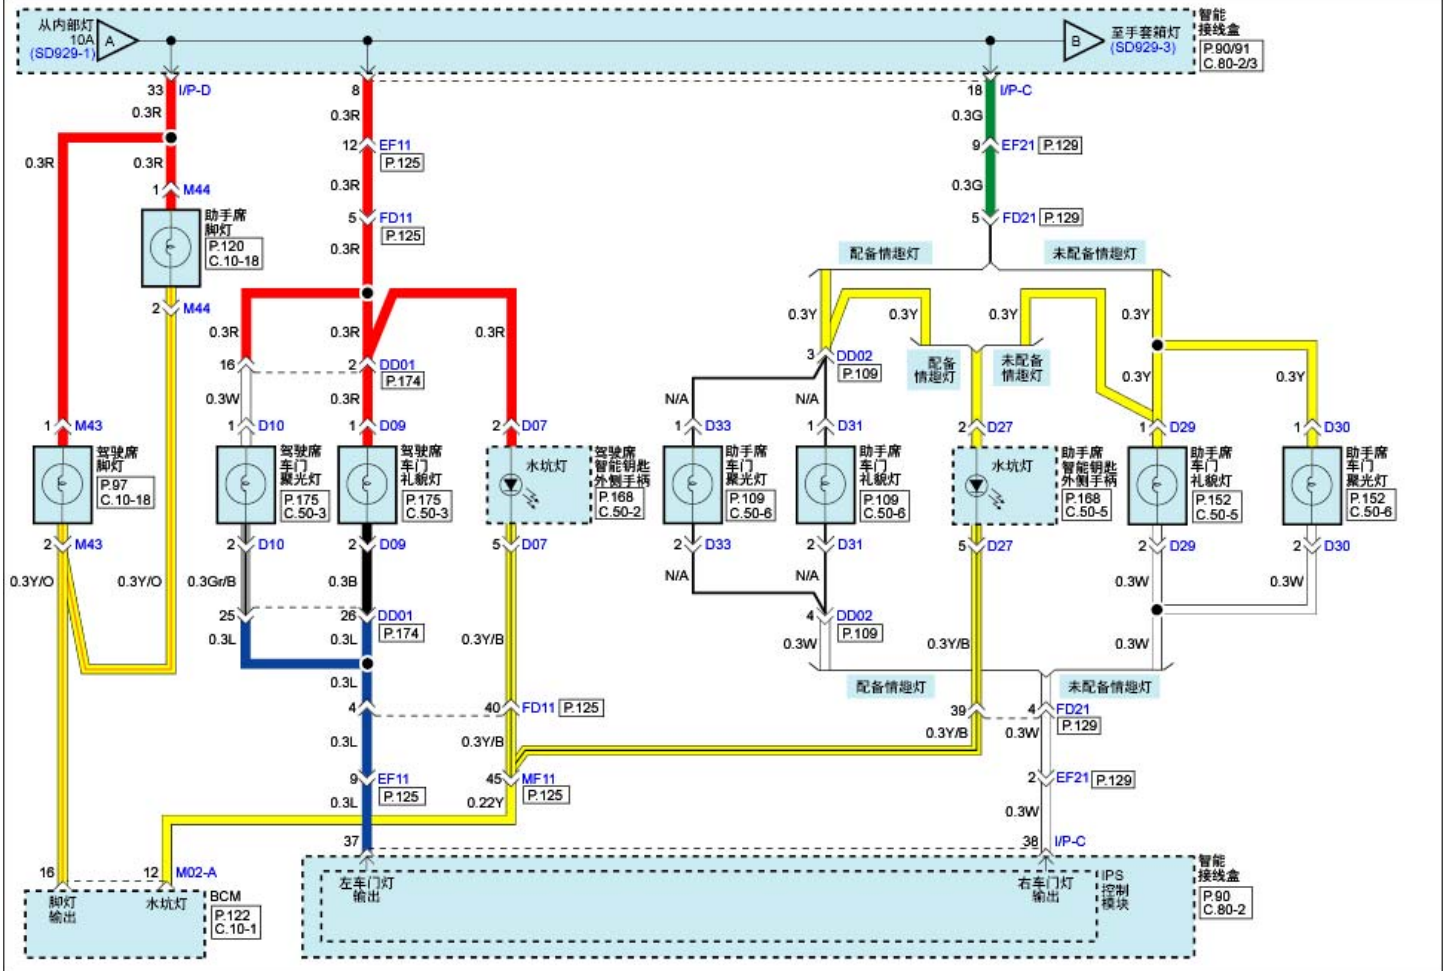 从内部灯
10A
(SD929-1)
A
B
至手套箱灯
(SD929-3)
智能
接线盒
P.90/91
C.80-2/3
33 I/P-D
8
18 I/P-C
0.3R
0.3R
0.3G
12 EF11
P.125
9 EF21 P.129
0.3R
0.3R
0.3R
0.3G
1 M44
5 FD11
P.125
5 FD21 P.129
助手席
脚灯
P.120
C.10-18
0.3R
配备情趣灯
未配备情趣灯
2 M44
0.3Y
0.3Y
0.3Y
0.3Y
0.3R
0.3R
0.3R
16
2 DD01
P.174
3 DD02
P.109
配备
情趣灯
未配备
情趣灯
0.3Y
0.3Y
0.3W
0.3R
N/A
N/A
1 M43
1 D10
1 D09
2 D07
1 D33
1 D31
2 D27
1 D29
1 D30
驾驶席
脚灯
P.97
C.10-18
驾驶席
车门
聚光灯
P.175
C.50-3
驾驶席
车门
礼貌灯
P.175
C.50-3
水坑灯
驾驶席
智能钥匙
外侧手柄
P.168
C.50-2
助手席
车门
聚光灯
P.109
C.50-6
助手席
车门
礼貌灯
P.109
C.50-6
水坑灯
助手席
智能钥匙
外侧手柄
P.168
C.50-5
助手席
车门
礼貌灯
P.152
C.50-5
助手席
车门
聚光灯
P.152
C.50-6
2 M43
2 D10
2 D09
5 D07
2 D33
2 D31
5 D27
2 D29
2 D30
0.3Y/O
0.3Y/O
0.3Gr/B
0.3B
N/A
N/A
0.3W
0.3W
25
26 DD01
P.174
4 DD02
P.109
0.3L
0.3L
0.3Y/B
0.3W
0.3Y/B
0.3W
0.3L
配备情趣灯
未配备情趣灯
4
40 FD11 P.125
39
4 FD21
P.129
0.3L
0.3Y/B
0.3Y/B
0.3W
9 EF11
P.125
45 MF11
P.125
2 EF21 P.129
0.3L
0.22Y
0.3W
37
38 I/P-C
16
12 M02-A
脚灯
输出
水坑灯
BCM
P.122
C.10-1
左车门灯
输出
右车门灯
输出
IPS
控制
模块
智能
接线盒
P.90
C.80-2